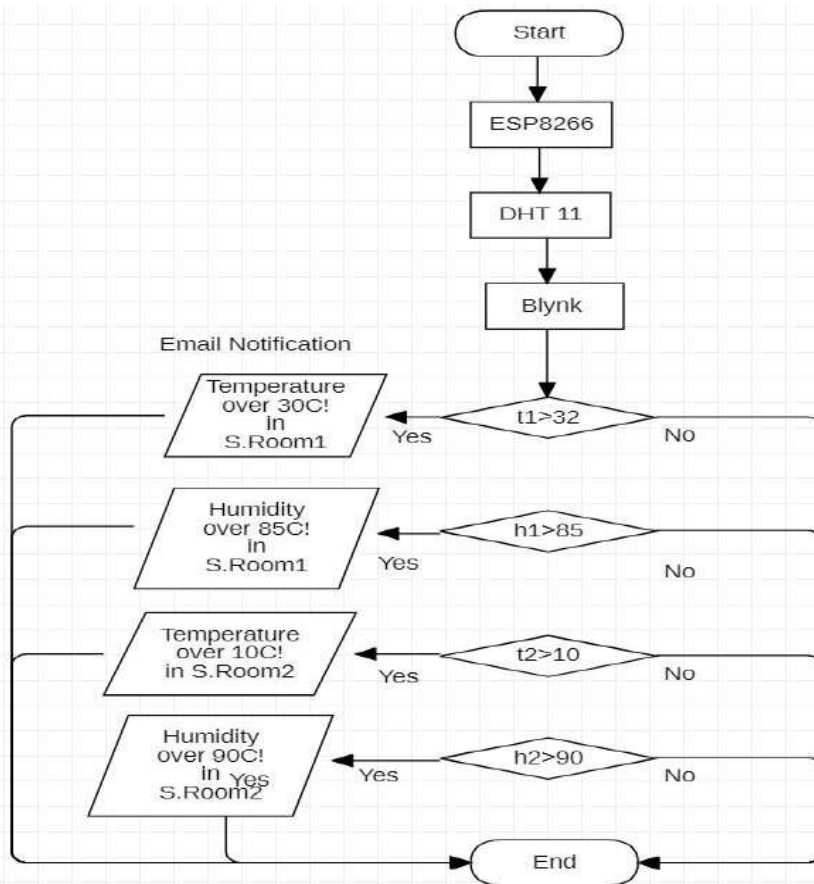 Start
ESP8266
DHT 11
Blynk
Email Notification
Temperature
over 30C!
in
S.Room1
Yes
t1>32
No
Humidity
over 85C!
in
S.Room1
Yes
h1>85
No
Temperature
over 10C!
in S.Room2
Yes
t2>10
No
Humidity
over 90C!
in
S.Room2
Yes
Yes
h2>90
No
End